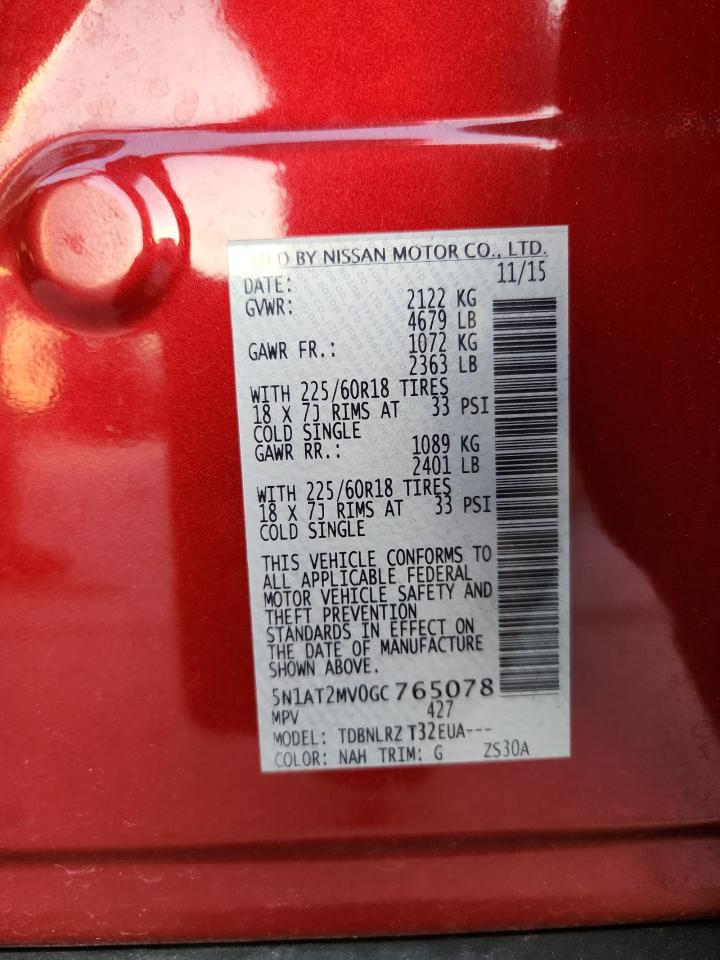 MFD BY NISSAN MOTOR CO., LTD.
DATE: 11/15
GVWR: 2122 KG
4679 LB
GAWR FR.: 1072 KG
2363 LB
WITH 225/60R18 TIRES
18 X 7J RIMS AT 33 PSI
COLD SINGLE
GAWR RR.: 1089 KG
2401 LB
WITH 225/60R18 TIRES
18 X 7J RIMS AT 33 PSI
COLD SINGLE
THIS VEHICLE CONFORMS TO
ALL APPLICABLE FEDERAL
MOTOR VEHICLE SAFETY AND
THEFT PREVENTION
STANDARDS IN EFFECT ON
THE DATE OF MANUFACTURE
SHOWN ABOVE.
5N1AT2MV0GC765078
MPV 427
MODEL: TDBNLRZ T32EUA---
COLOR: NAH TRIM: G ZS30A